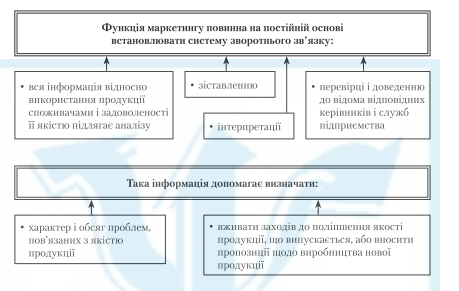 Функція маркетингу повинна на постійній основі
встановлювати систему зворотнього зв’язку:
• вся інформація відносно
використання продукції
споживачами і задоволеності
її якістю підлягає аналізу
• зіставленню
• інтерпретації
• перевірці і доведенню
до відома відповідних
керівників і служб
підприємства
Така інформація допомагає визначати:
• характер і обсяг проблем,
пов’язаних з якістю
продукції
• вживати заходів до поліпшення якості
продукції, що випускається, або вносити
пропозиції щодо виробництва нової
продукції